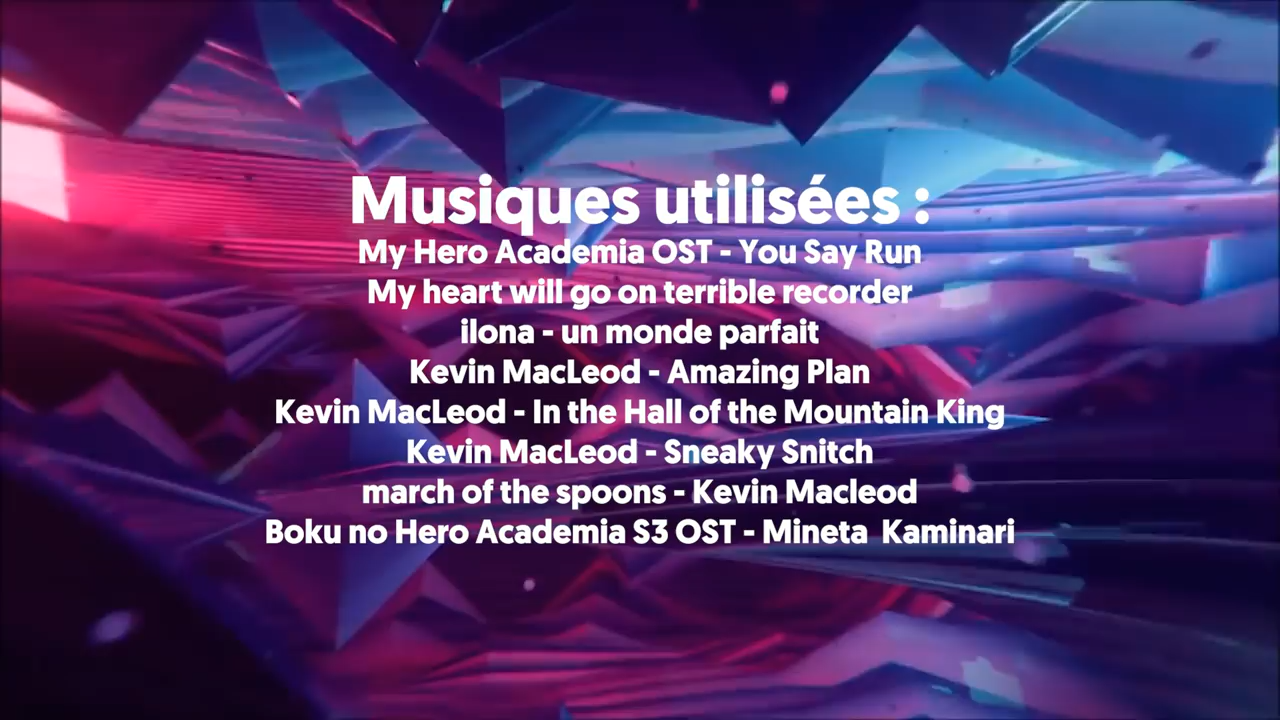 Musiques utilisées :
My Hero Academia OST - You Say Run
My heart will go on terrible recorder
ilona - un monde parfait
Kevin MacLeod - Amazing Plan
Kevin MacLeod - In the Hall of the Mountain King
Kevin MacLeod - Sneaky Snitch
march of the spoons - Kevin Macleod
Boku no Hero Academia S3 OST - Mineta  Kaminari